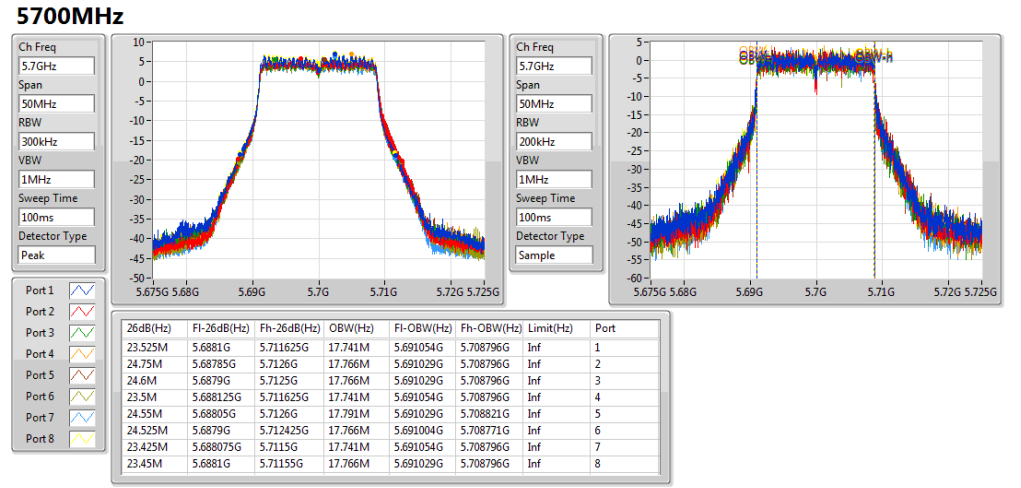 5700MHz
Ch Freq
5.7GHz
Span
50MHz
RBW
300kHz
VBW
1MHz
Sweep Time
100ms
Detector Type
Peak
10
5
0
-5
-10
-15
-20
-25
-30
-35
-40
-45
-50
5.675G 5.68G 5.69G 5.7G 5.71G 5.72G 5.725G
Ch Freq
5.7GHz
Span
50MHz
RBW
200kHz
VBW
1MHz
Sweep Time
100ms
Detector Type
Sample
5
0
-5
-10
-15
-20
-25
-30
-35
-40
-45
-50
-55
-60
5.675G 5.68G 5.69G 5.7G 5.71G 5.72G 5.725G
Port 1
Port 2
Port 3
Port 4
Port 5
Port 6
Port 7
Port 8
26dB(Hz) Fl-26dB(Hz) Fh-26dB(Hz) OBW(Hz) Fl-OBW(Hz) Fh-OBW(Hz) Limit(Hz) Port
23.525M 5.6881G 5.711625G 17.741M 5.691054G 5.708796G Inf 1
24.75M 5.68785G 5.7126G 17.766M 5.691029G 5.708796G Inf 2
24.6M 5.6879G 5.7125G 17.766M 5.691029G 5.708796G Inf 3
23.5M 5.688125G 5.711625G 17.741M 5.691054G 5.708796G Inf 4
24.55M 5.68805G 5.7126G 17.791M 5.691029G 5.708821G Inf 5
24.525M 5.6879G 5.712425G 17.766M 5.691004G 5.708771G Inf 6
23.425M 5.688075G 5.7115G 17.741M 5.691054G 5.708796G Inf 7
23.45M 5.6881G 5.71155G 17.766M 5.691029G 5.708796G Inf 8